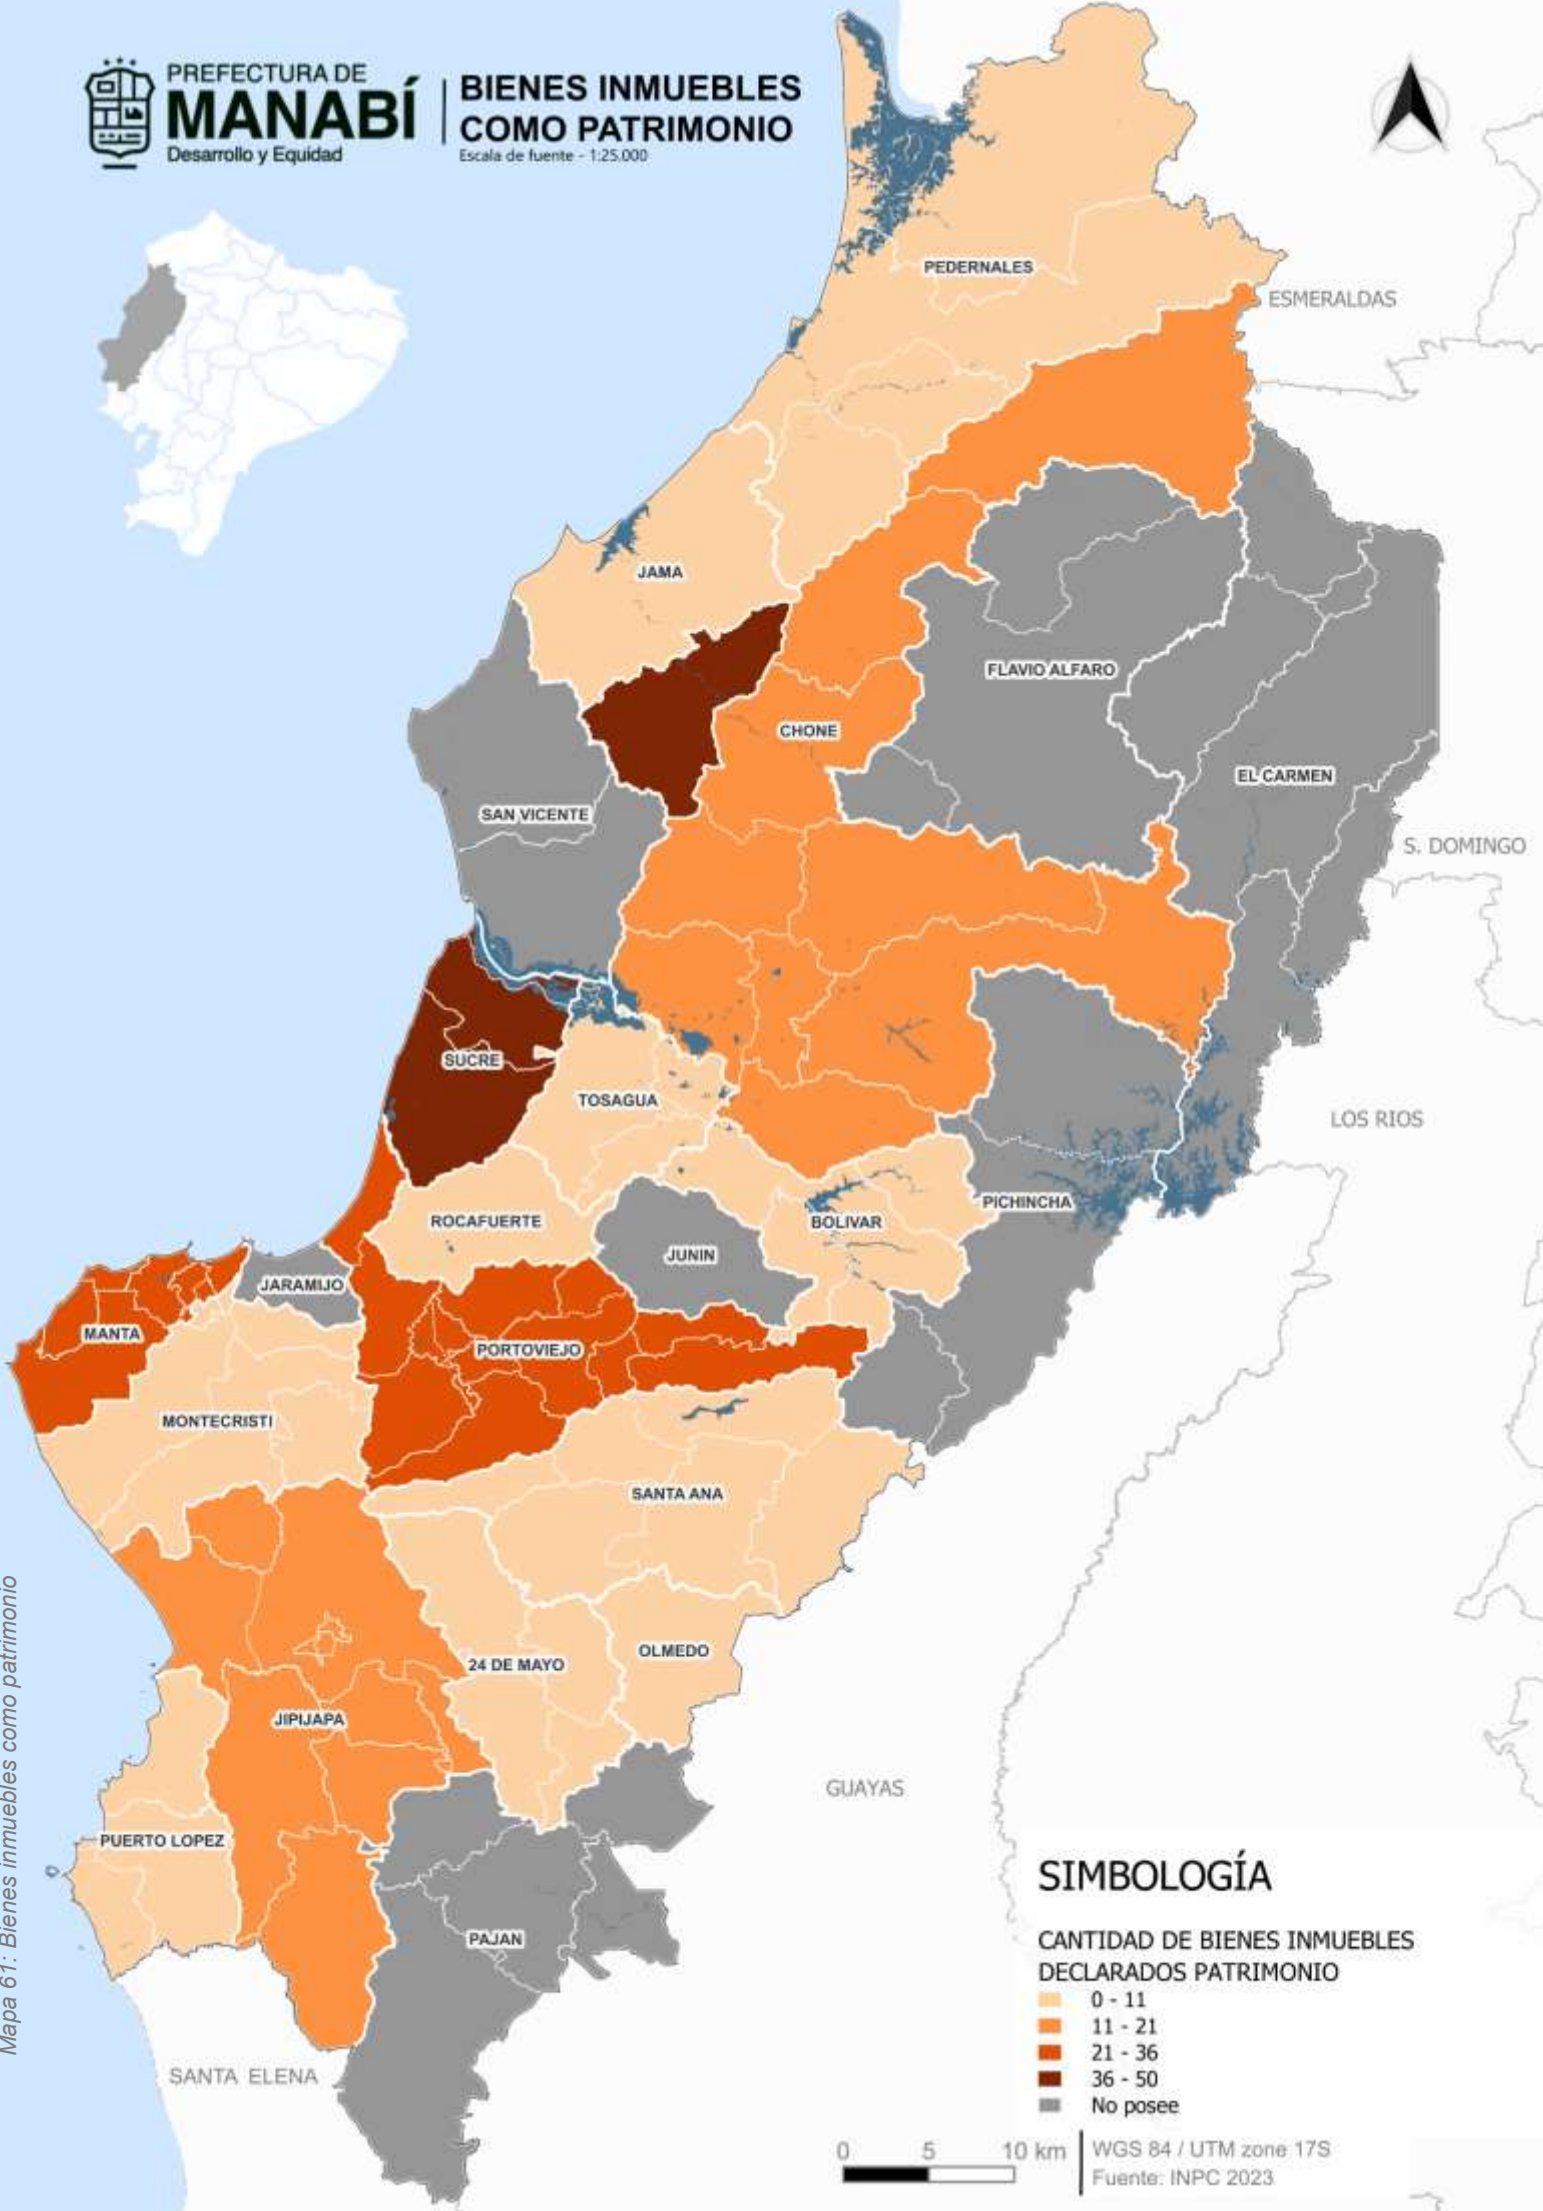 PREFECTURA DE
MANABÍ
Desarrollo y Equidad
BIENES INMUEBLES
COMO PATRIMONIO
Escala de fuente - 1:25.000
PEDERNALES
ESMERALDAS
JAMA
FLAVIO ALFARO
CHONE
EL CARMEN
SAN VICENTE
S. DOMINGO
SUCRE
TOSAGUA
LOS RIOS
PICHINCHA
ROCAFUERTE
BOLIVAR
JUNIN
JARAMIJO
MANTA
PORTOVIEJO
MONTECRISTI
SANTA ANA
OLMEDO
24 DE MAYO
JIPIJAPA
GUAYAS
PUERTO LOPEZ
PAJAN
SANTA ELENA
Mapa 61: Bienes inmuebles como patrimonio
SIMBOLOGÍA
CANTIDAD DE BIENES INMUEBLES
DECLARADOS PATRIMONIO
0 - 11
11 - 21
21 - 36
36 - 50
No posee
0 5 10 km
WGS 84 / UTM zone 17S
Fuente: INPC 2023